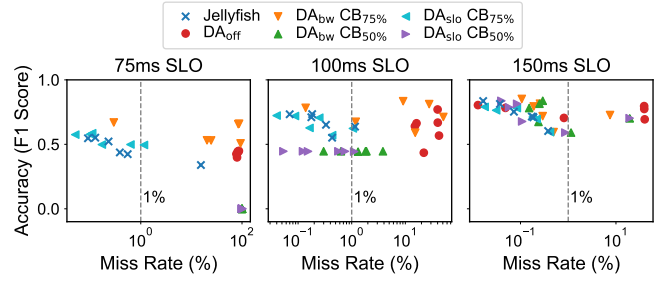 Jellyfish
DA_off
DA_bw CB_75%
DA_bw CB_50%
DA_slo CB_75%
DA_slo CB_50%
75ms SLO
100ms SLO
150ms SLO
Accuracy (F1 Score)
1.0
0.5
0.0
1%
1%
1%
10^0
10^2
10^−1
10^0
10^1
10^−1
10^1
Miss Rate (%)
Miss Rate (%)
Miss Rate (%)